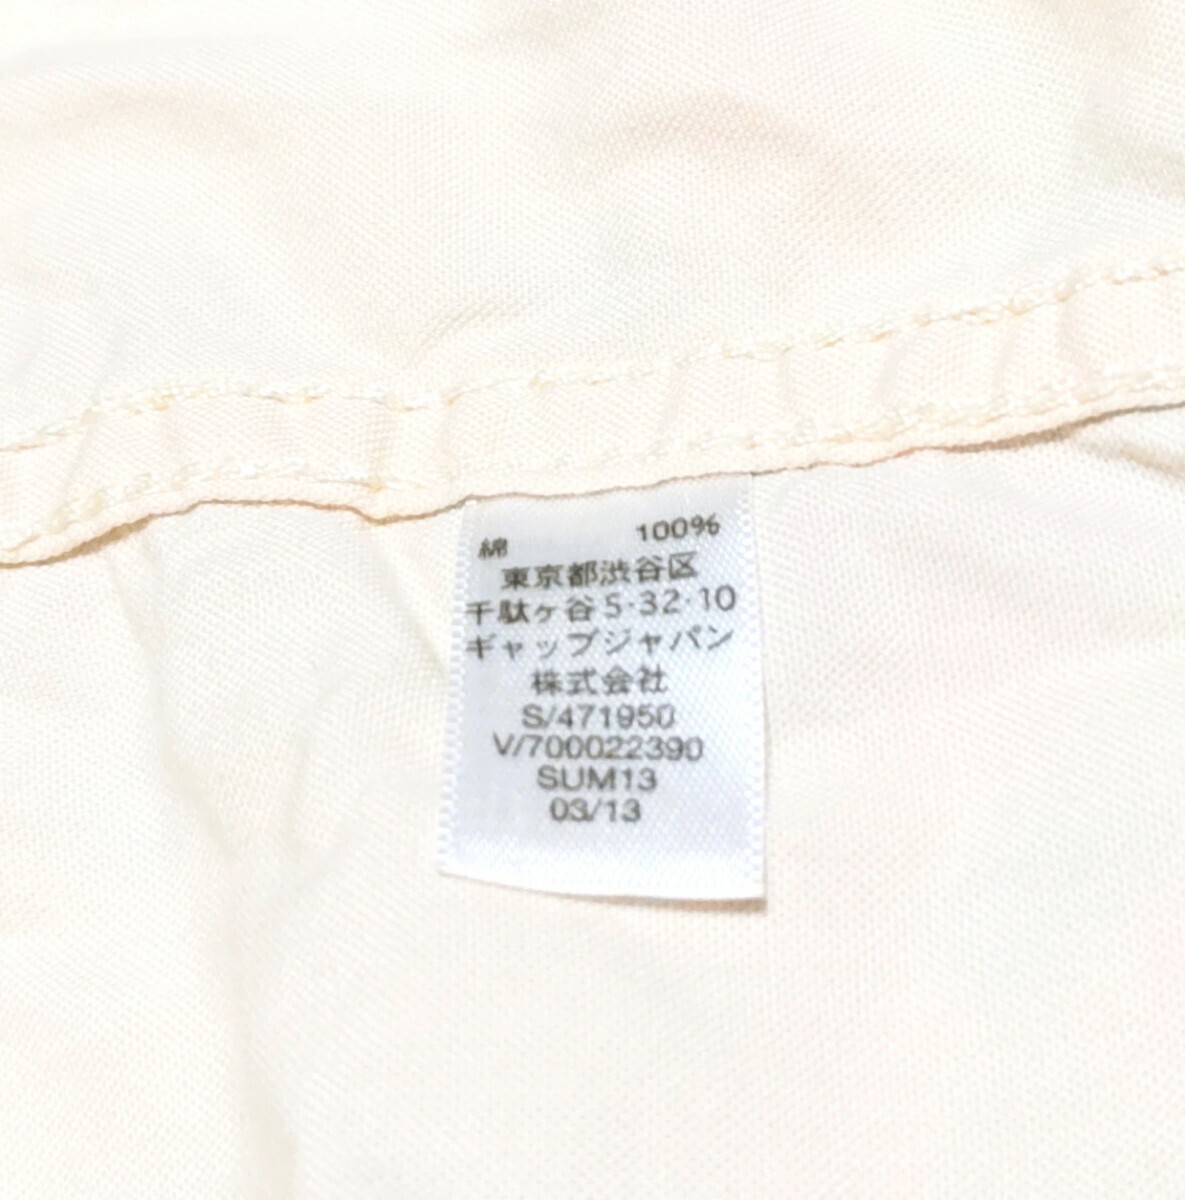 綿 100%
東京都渋谷区
千駄ヶ谷5・32・10
ギャップジャパン
株式会社
S/471950
V/700022390
SUM13
03/13